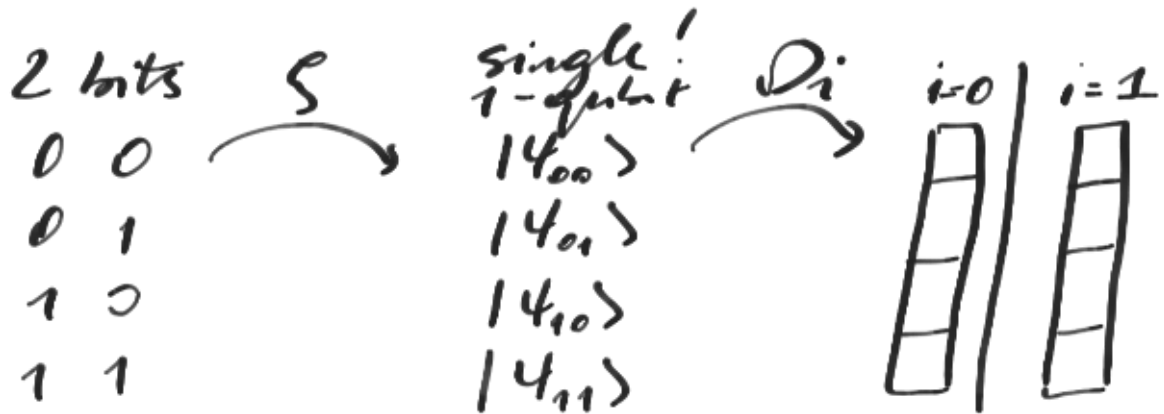 2 bits ζ single! Di i=0 | i=1
1-qubit
0 0 |ψ₀₀>
0 1 |ψ₀₁>
1 0 |ψ₁₀>
1 1 |ψ₁₁>